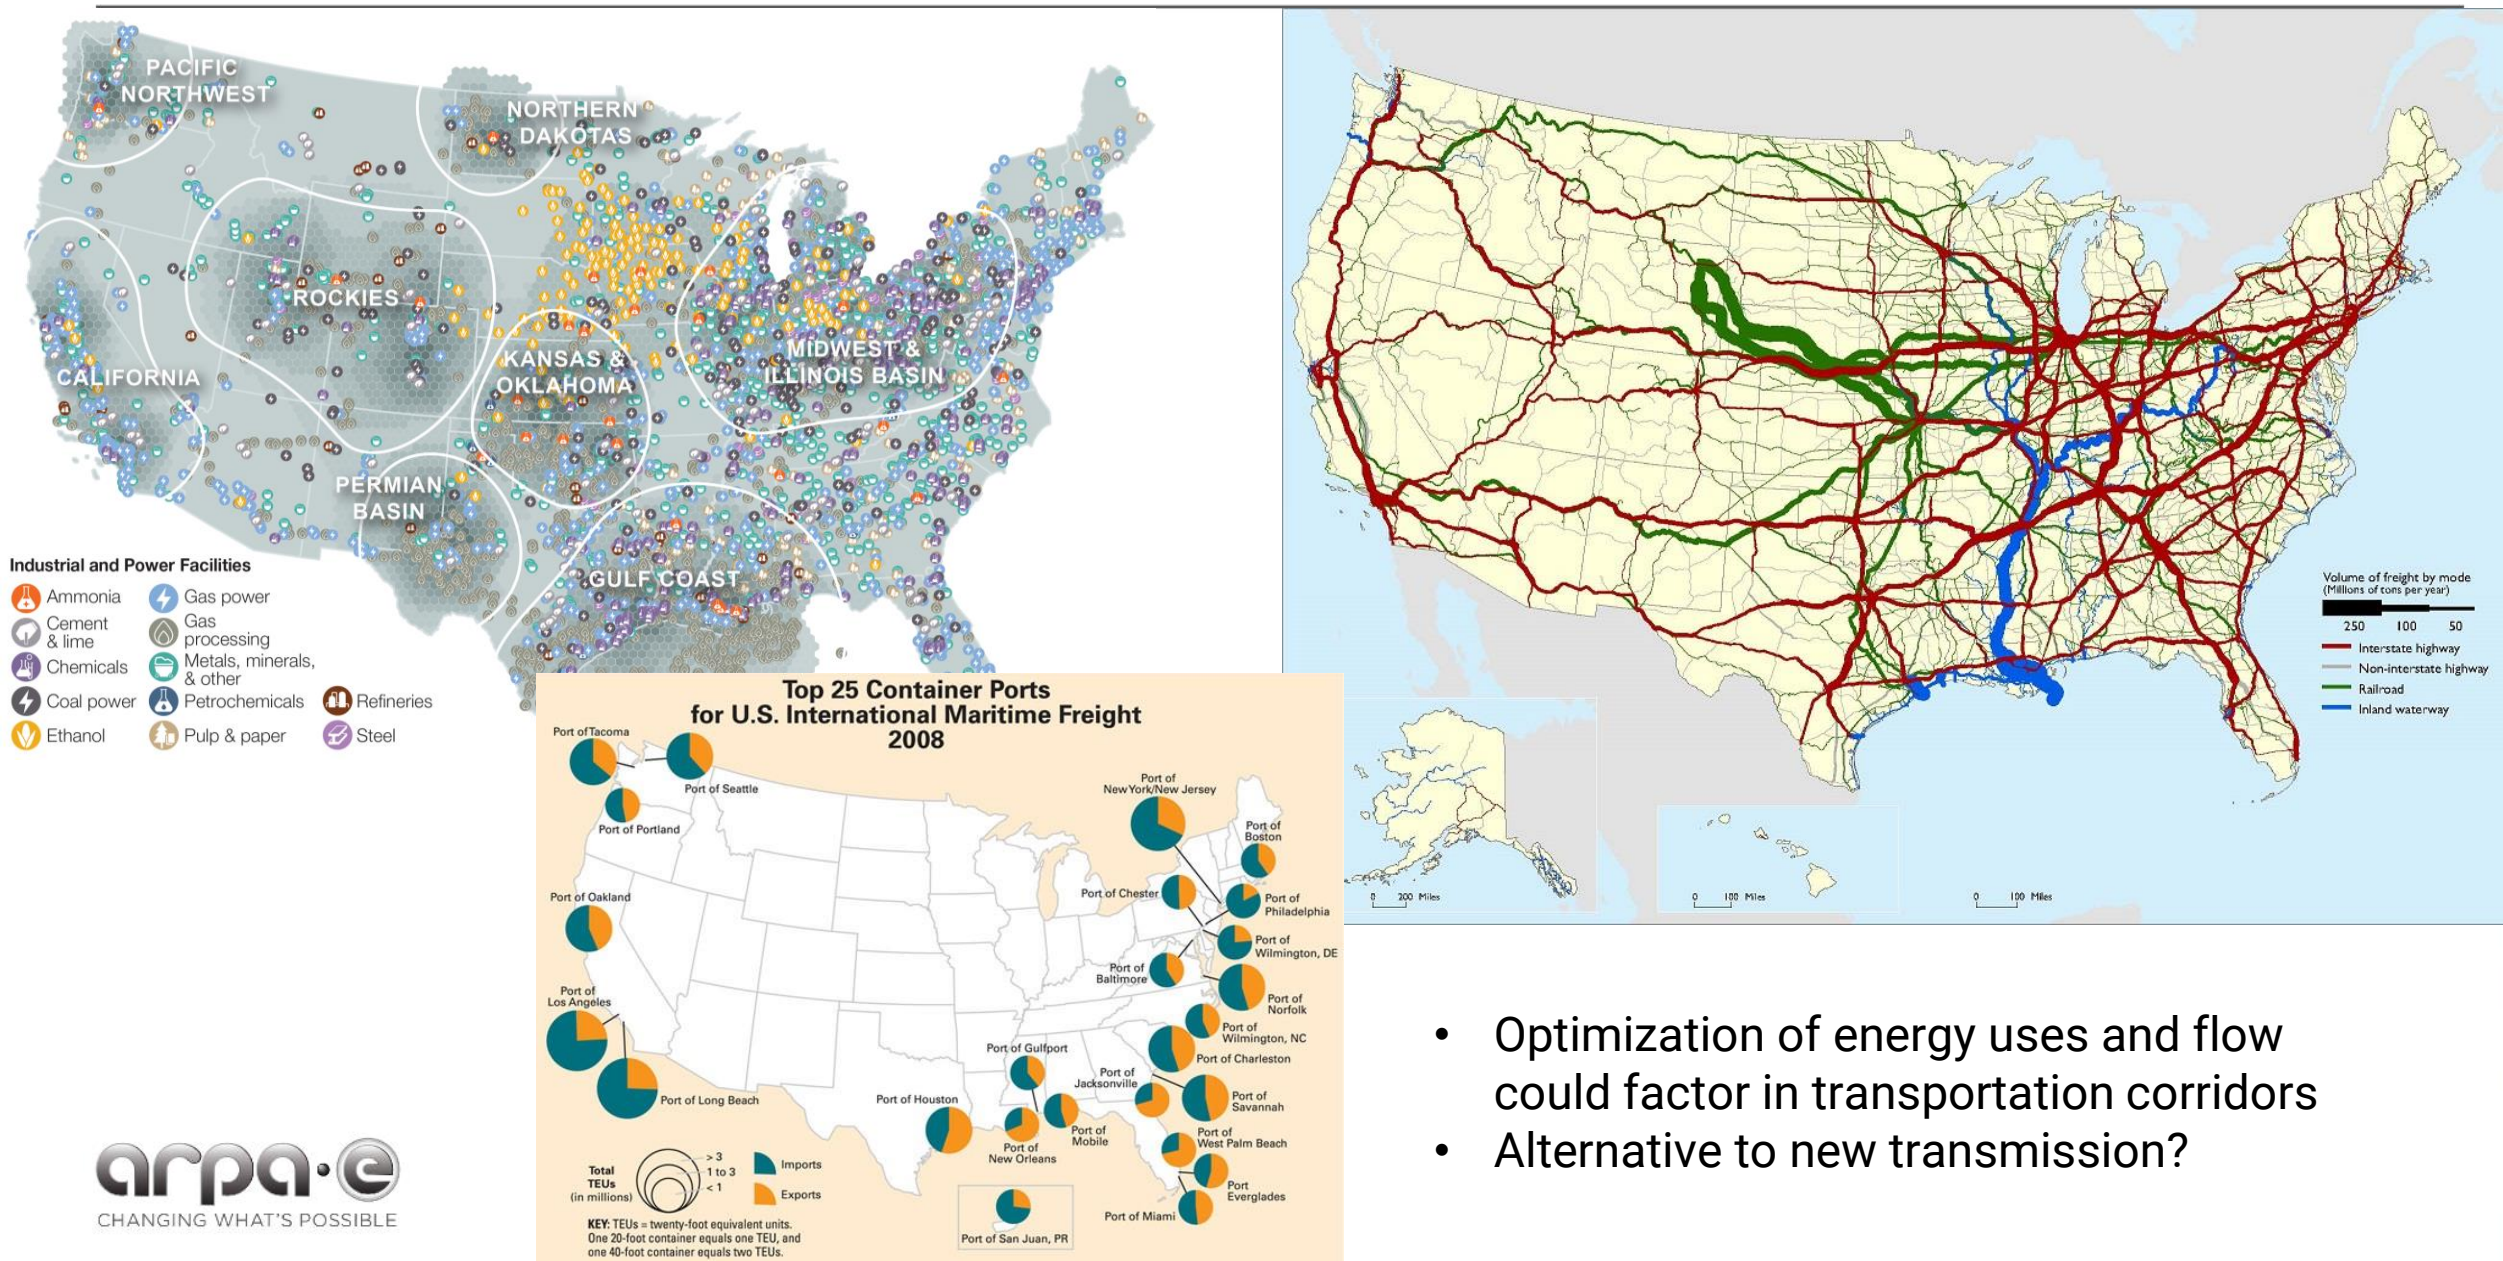 PACIFIC
NORTHWEST
NORTHERN
DAKOTAS
ROCKIES
CALIFORNIA
KANSAS &
OKLAHOMA
MIDWEST &
ILLINOIS BASIN
PERMIAN
BASIN
GULF COAST
Industrial and Power Facilities
Ammonia
Gas power
Cement
& lime
Gas
processing
Chemicals
Metals, minerals,
& other
Coal power
Petrochemicals
Refineries
Ethanol
Pulp & paper
Steel
Volume of freight by mode
(Millions of tons per year)
250 100 50
Interstate highway
Non-interstate highway
Railroad
Inland waterway
0 200 Miles
0 100 Miles
0 100 Miles
Top 25 Container Ports
for U.S. International Maritime Freight
2008
Port of Tacoma
Port of Seattle
Port of Portland
Port of Oakland
Port of
Los Angeles
Port of Long Beach
Port of Houston
Port of Gulfport
Port of
New Orleans
Port of
Mobile
Port of
New York/New Jersey
Port of
Boston
Port of Chester
Port of
Philadelphia
Port of
Wilmington, DE
Port of
Baltimore
Port of
Norfolk
Port of
Wilmington, NC
Port of Charleston
Port of
Jacksonville
Port of
Savannah
Port of
West Palm Beach
Port
Everglades
Port of Miami
Port of San Juan, PR
Total
TEUs
(in millions)
> 3
1 to 3
< 1
Imports
Exports
KEY: TEUs = twenty-foot equivalent units.
One 20-foot container equals one TEU, and
one 40-foot container equals two TEUs.
• Optimization of energy uses and flow
could factor in transportation corridors
• Alternative to new transmission?
arpa·e
CHANGING WHAT'S POSSIBLE